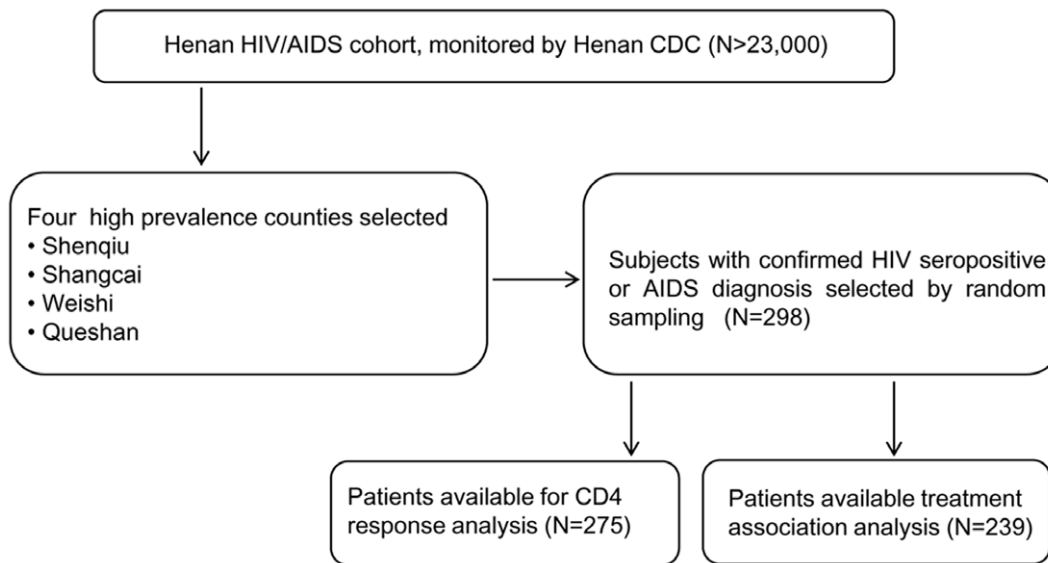 Henan HIV/AIDS cohort, monitored by Henan CDC (N>23,000)
Four high prevalence counties selected
• Shenqiu
• Shangcai
• Weishi
• Queshan
Subjects with confirmed HIV seropositive
or AIDS diagnosis selected by random
sampling (N=298)
Patients available for CD4
response analysis (N=275)
Patients available treatment
association analysis (N=239)